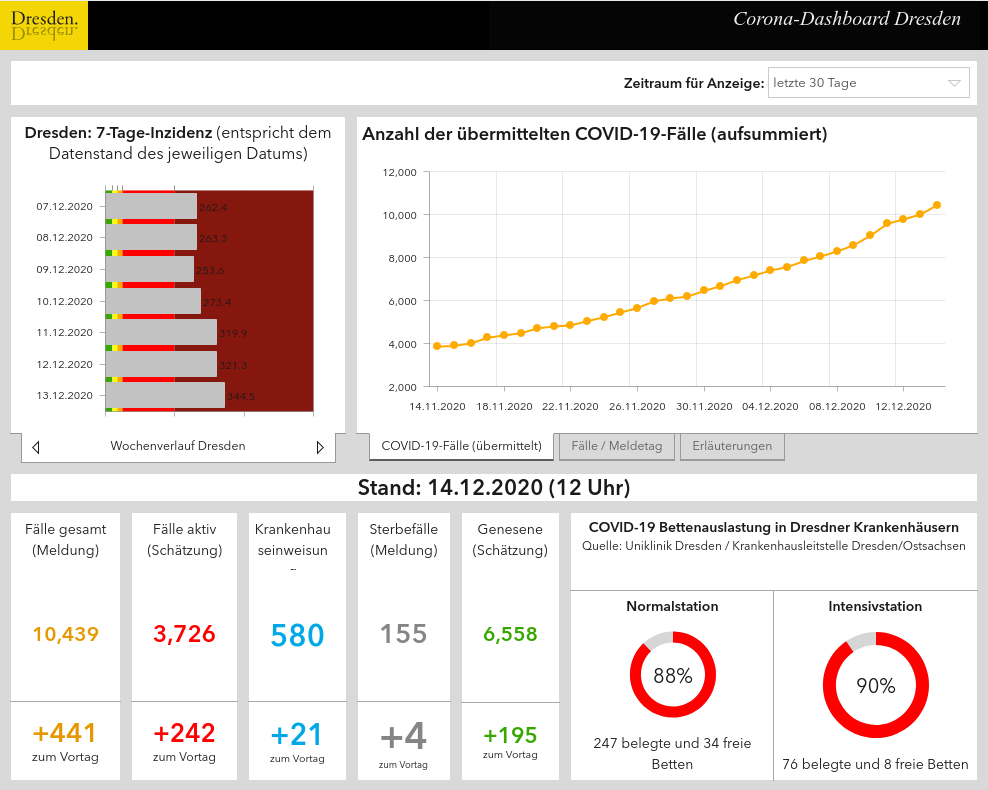 Dresden.
Dresden.
Corona-Dashboard Dresden
Zeitraum für Anzeige:
letzte 30 Tage
Dresden: 7-Tage-Inzidenz (entspricht dem
Datenstand des jeweiligen Datums)
07.12.2020
262.4
08.12.2020
263.3
09.12.2020
253.6
10.12.2020
273.4
11.12.2020
319.9
12.12.2020
321.3
13.12.2020
344.5
Wochenverlauf Dresden
Anzahl der übermittelten COVID-19-Fälle (aufsummiert)
12,000
10,000
8,000
6,000
4,000
2,000
14.11.2020
18.11.2020
22.11.2020
26.11.2020
30.11.2020
04.12.2020
08.12.2020
12.12.2020
COVID-19-Fälle (übermittelt)
Fälle / Meldetag
Erläuterungen
Stand: 14.12.2020 (12 Uhr)
Fälle gesamt
(Meldung)
10,439
+441
zum Vortag
Fälle aktiv
(Schätzung)
3,726
+242
zum Vortag
Krankenhau
seinweisun
580
+21
zum Vortag
Sterbefälle
(Meldung)
155
+4
zum Vortag
Genesene
(Schätzung)
6,558
+195
zum Vortag
COVID-19 Bettenauslastung in Dresdner Krankenhäusern
Quelle: Uniklinik Dresden / Krankenhausleitstelle Dresden/Ostsachsen
Normalstation
88%
247 belegte und 34 freie
Betten
Intensivstation
90%
76 belegte und 8 freie Betten